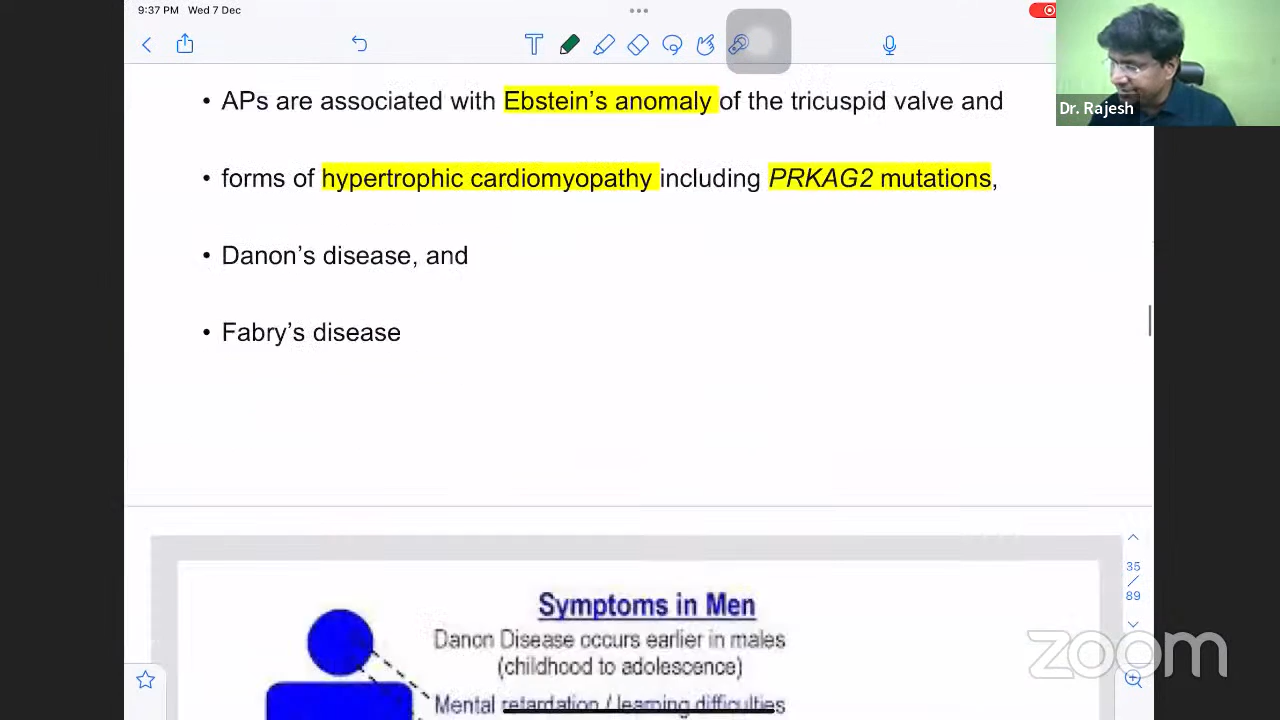 9:37 PM Wed 7 Dec
Dr. Rajesh
• APs are associated with Ebstein’s anomaly of the tricuspid valve and
• forms of hypertrophic cardiomyopathy including PRKAG2 mutations,
• Danon’s disease, and
• Fabry’s disease
35
/
89
Symptoms in Men
Danon Disease occurs earlier in males
(childhood to adolescence)
Mental retardation / learning difficulties
zoom